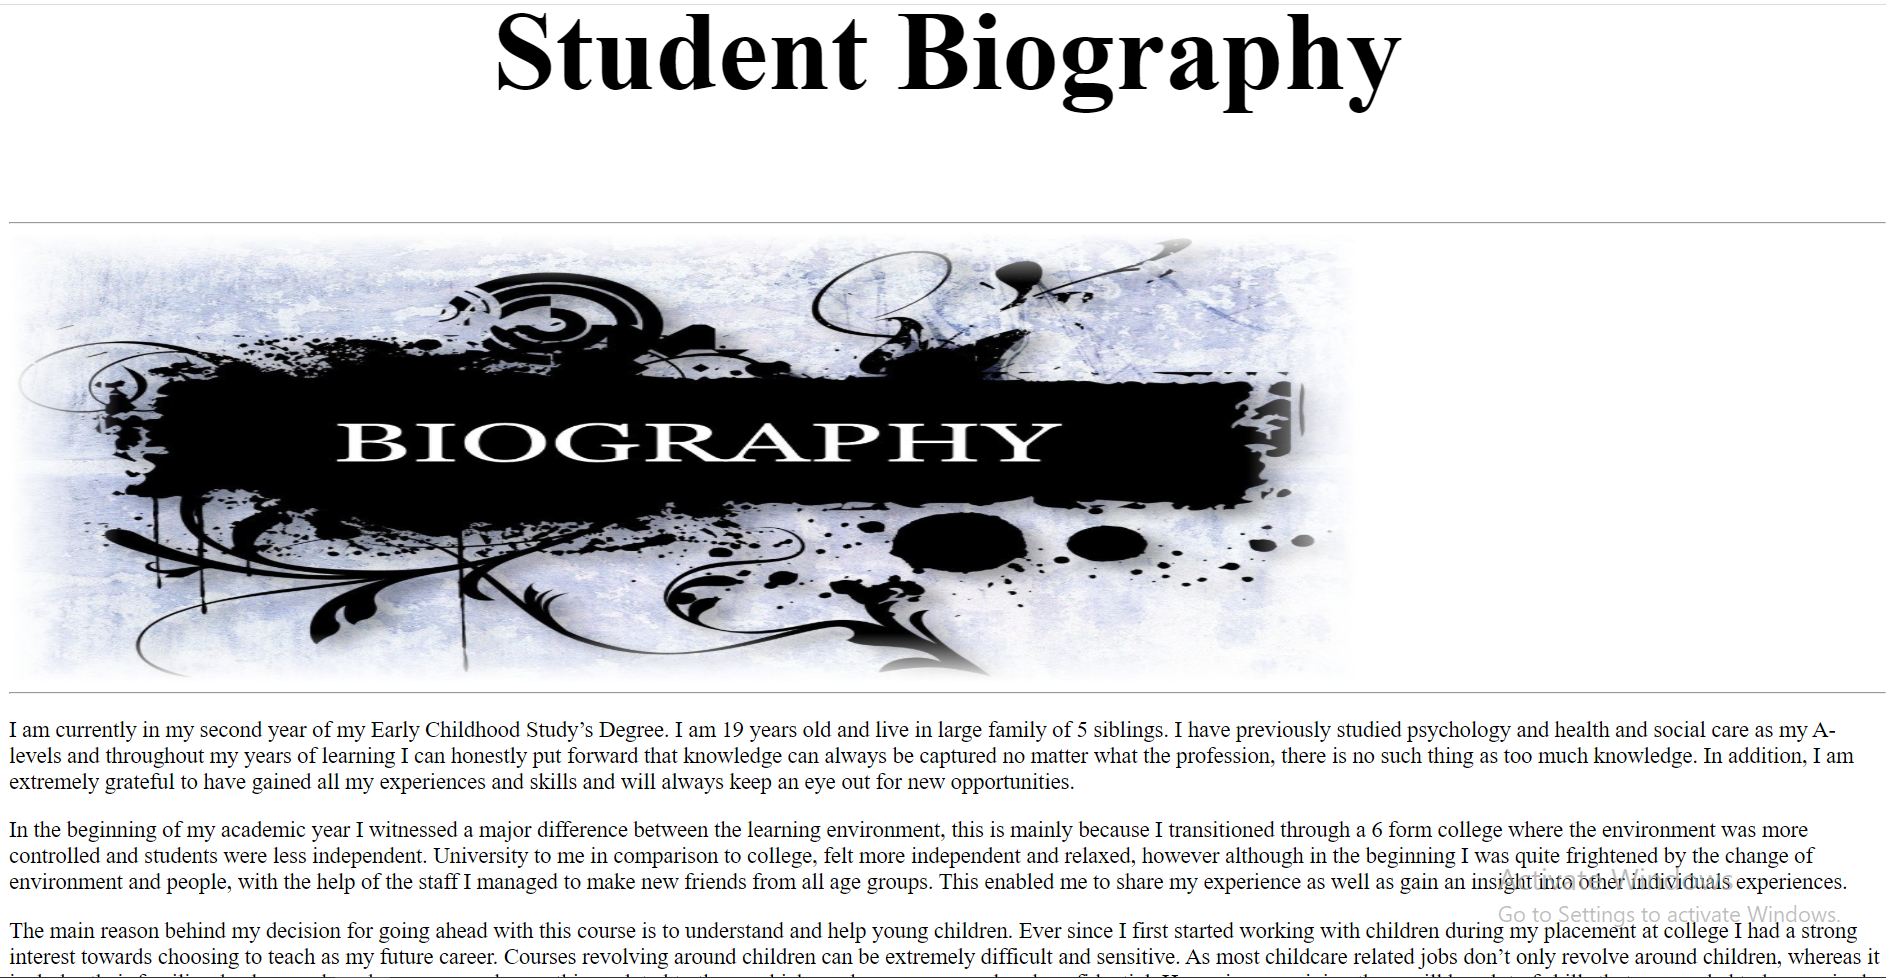 Student Biography
BIOGRAPHY
I am currently in my second year of my Early Childhood Study’s Degree. I am 19 years old and live in large family of 5 siblings. I have previously studied psychology and health and social care as my A-
levels and throughout my years of learning I can honestly put forward that knowledge can always be captured no matter what the profession, there is no such thing as too much knowledge. In addition, I am
extremely grateful to have gained all my experiences and skills and will always keep an eye out for new opportunities.
In the beginning of my academic year I witnessed a major difference between the learning environment, this is mainly because I transitioned through a 6 form college where the environment was more
controlled and students were less independent. University to me in comparison to college, felt more independent and relaxed, however although in the beginning I was quite frightened by the change of
environment and people, with the help of the staff I managed to make new friends from all age groups. This enabled me to share my experience as well as gain an insight into other individuals experiences.
Activate Windows
Go to Settings to activate Windows.
The main reason behind my decision for going ahead with this course is to understand and help young children. Ever since I first started working with children during my placement at college I had a strong
interest towards choosing to teach as my future career. Courses revolving around children can be extremely difficult and sensitive. As most childcare related jobs don’t only revolve around children, whereas it